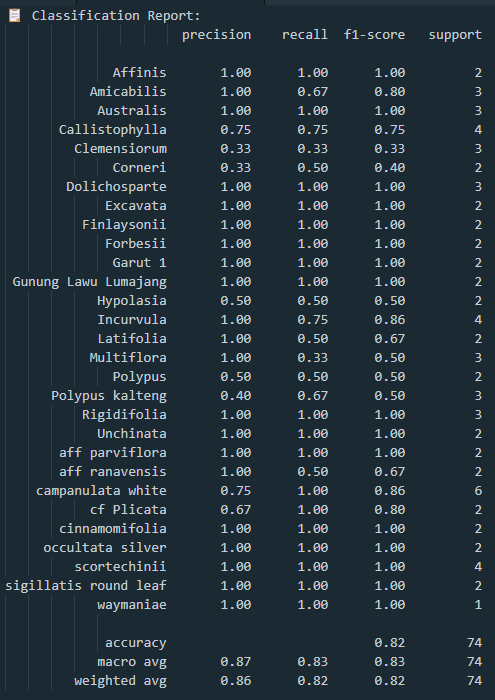 📋 Classification Report:
precision recall f1-score support
Affinis 1.00 1.00 1.00 2
Amicabilis 1.00 0.67 0.80 3
Australis 1.00 1.00 1.00 3
Callistophylla 0.75 0.75 0.75 4
Clemensiorum 0.33 0.33 0.33 3
Corneri 0.33 0.50 0.40 2
Dolichosparte 1.00 1.00 1.00 3
Excavata 1.00 1.00 1.00 2
Finlaysonii 1.00 1.00 1.00 2
Forbesii 1.00 1.00 1.00 2
Garut 1 1.00 1.00 1.00 2
Gunung Lawu Lumajang 1.00 1.00 1.00 2
Hypolasia 0.50 0.50 0.50 2
Incurvula 1.00 0.75 0.86 4
Latifolia 1.00 0.50 0.67 2
Multiflora 1.00 0.33 0.50 3
Polypus 0.50 0.50 0.50 2
Polypus kalteng 0.40 0.67 0.50 3
Rigidifolia 1.00 1.00 1.00 3
Unchinata 1.00 1.00 1.00 2
aff parviflora 1.00 1.00 1.00 2
aff ranavensis 1.00 0.50 0.67 2
campanulata white 0.75 1.00 0.86 6
cf Plicata 0.67 1.00 0.80 2
cinnamomifolia 1.00 1.00 1.00 2
occultata silver 1.00 1.00 1.00 2
scortechinii 1.00 1.00 1.00 4
sigillatis round leaf 1.00 1.00 1.00 2
waymaniae 1.00 1.00 1.00 1
accuracy 0.82 74
macro avg 0.87 0.83 0.83 74
weighted avg 0.86 0.82 0.82 74